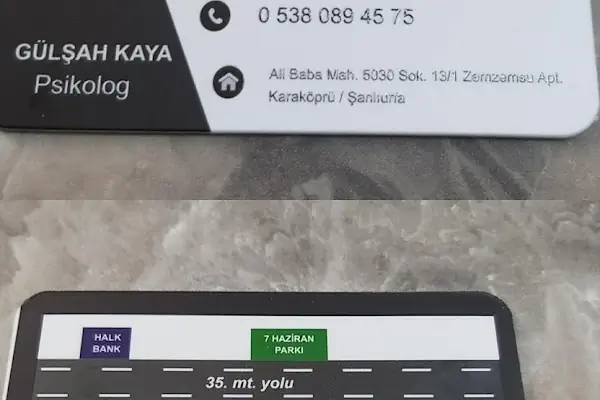 0 538 089 45 75
GÜLŞAH KAYA
Psikolog
Ali Baba Mah. 5030 Sok. 13/1 Zemzemsu Apt.
Karaköprü / Şanlıurfa
HALK
BANK
7 HAZİRAN
PARKI
35. mt. yolu